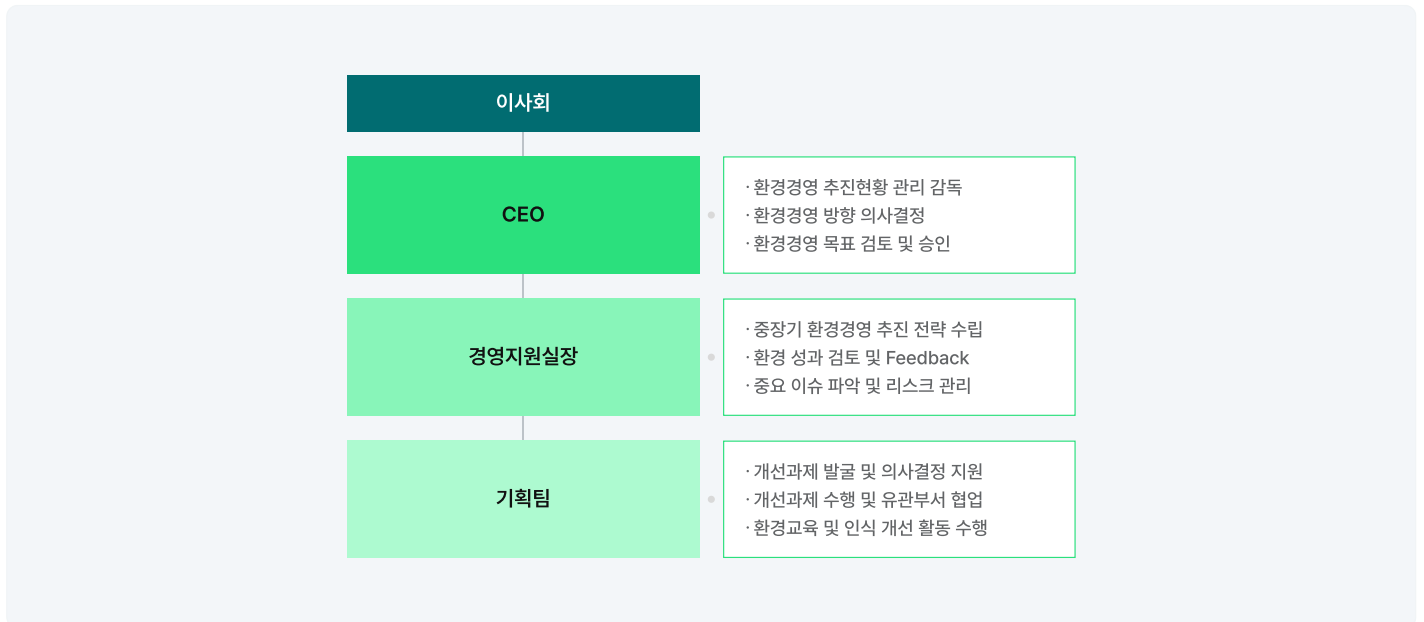 이사회
CEO
· 환경경영 추진현황 관리 감독
· 환경경영 방향 의사결정
· 환경경영 목표 검토 및 승인
경영지원실장
· 중장기 환경경영 추진 전략 수립
· 환경 성과 검토 및 Feedback
· 중요 이슈 파악 및 리스크 관리
기획팀
· 개선과제 발굴 및 의사결정 지원
· 개선과제 수행 및 유관부서 협업
· 환경교육 및 인식 개선 활동 수행